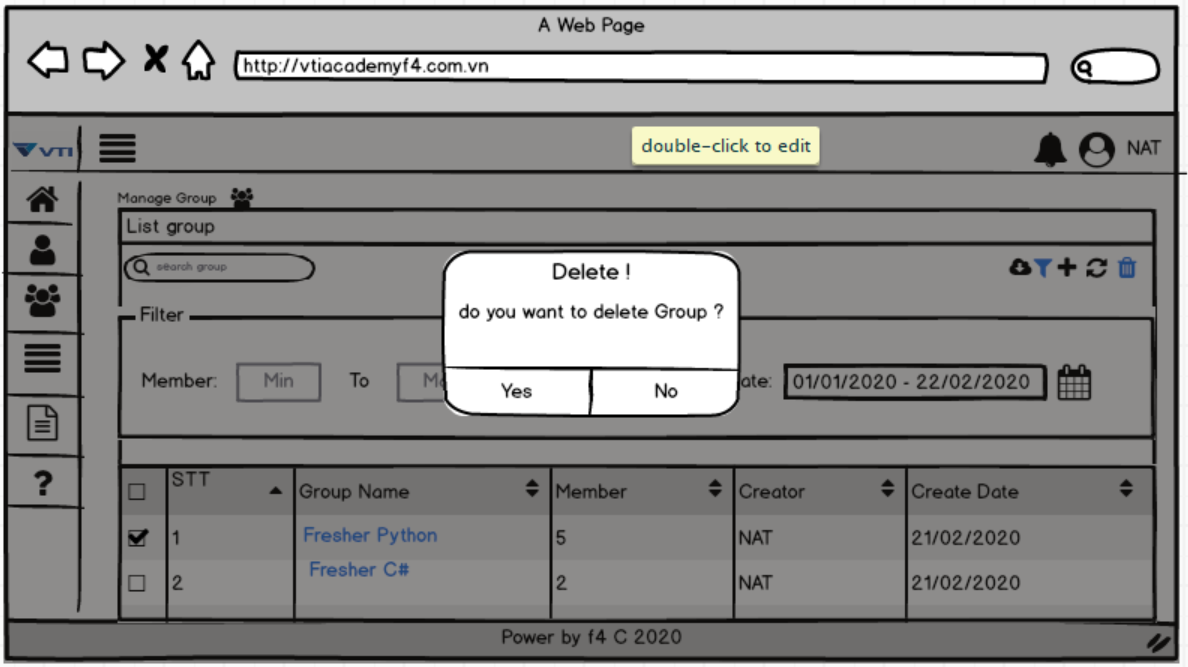 A Web Page
http://vtiacademyf4.com.vn
VTI
double-click to edit
NAT
Manage Group
List group
search group
Delete !
do you want to delete Group ?
Yes No
Filter
Member: Min To ate: 01/01/2020 - 22/02/2020
STT Group Name Member Creator Create Date
1 Fresher Python 5 NAT 21/02/2020
2 Fresher C# 2 NAT 21/02/2020
?
Power by f4 C 2020